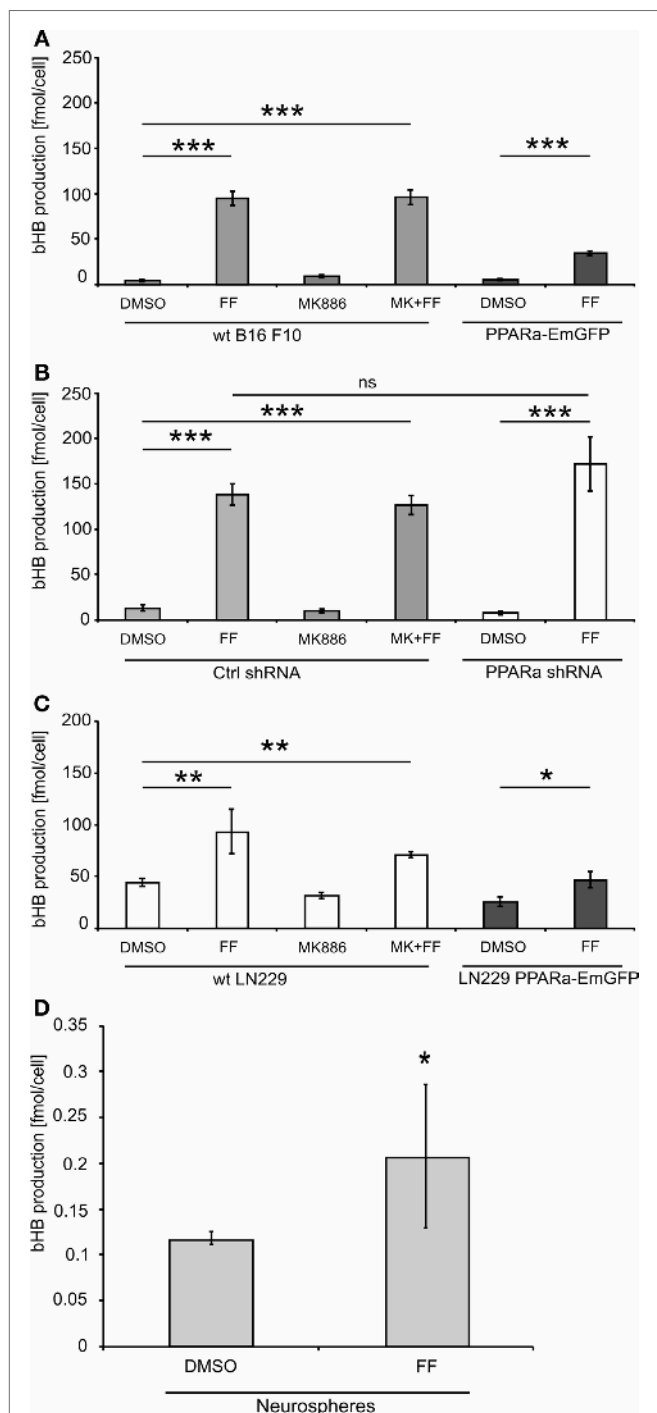 A
bHB production [fmol/cell]
250
200
150
100
50
0
***
***
***
DMSO FF MK886 MK+FF DMSO FF
wt B16 F10 PPARa-EmGFP
B
bHB production [fmol/cell]
250
200
150
100
50
0
ns
***
***
***
DMSO FF MK886 MK+FF DMSO FF
Ctrl shRNA PPARa shRNA
C
bHB production [fmol/cell]
200
150
100
50
0
**
**
*
DMSO FF MK886 MK+FF DMSO FF
wt LN229 LN229 PPARa-EmGFP
D
bHB production [fmol/cell]
0.35
0.3
0.25
0.2
0.15
0.1
0.05
0
*
DMSO FF
Neurospheres